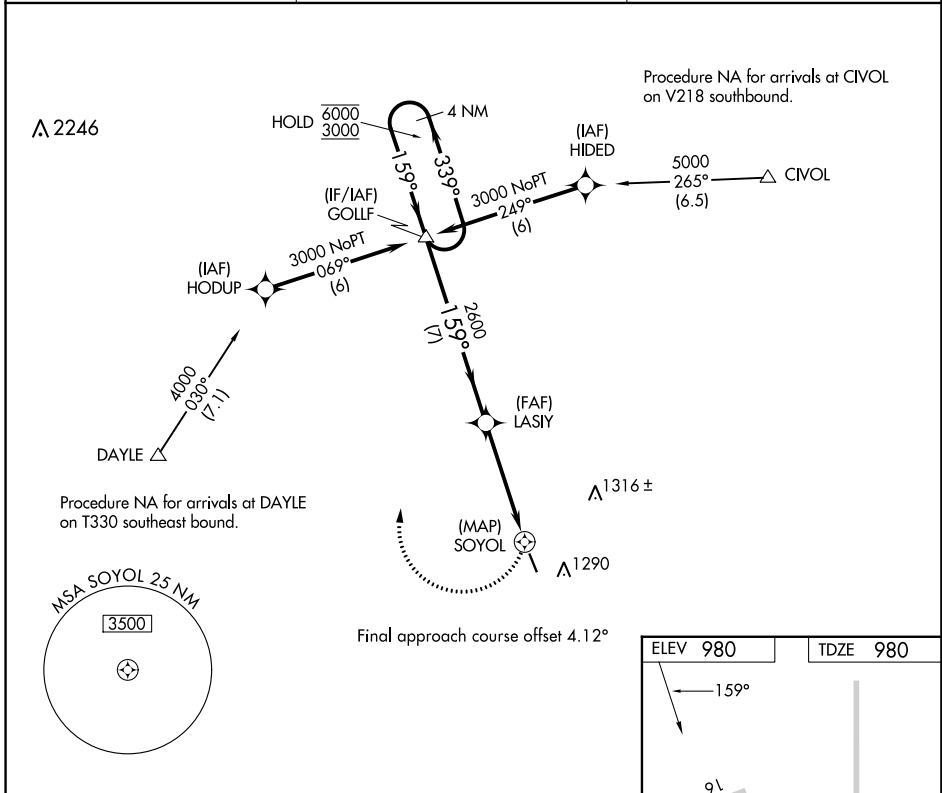 Procedure NA for arrivals at CIVOL
on V218 southbound.
2246
HOLD 6000
3000
4 NM
159°
339°
(IAF)
HIDED
5000
265°
(6.5)
CIVOL
3000 NoPT
249°
(6)
(IF/IAF)
GOLLF
3000 NoPT
069°
(6)
(IAF)
HODUP
2600
159°
(7)
4000
030°
(7.1)
DAYLE
(FAF)
LASIY
Procedure NA for arrivals at DAYLE
on T330 southeast bound.
1316 ±
(MAP)
SOYOL
1290
MSA SOYOL 25 NM
3500
Final approach course offset 4.12°
ELEV 980
TDZE 980
159°
16